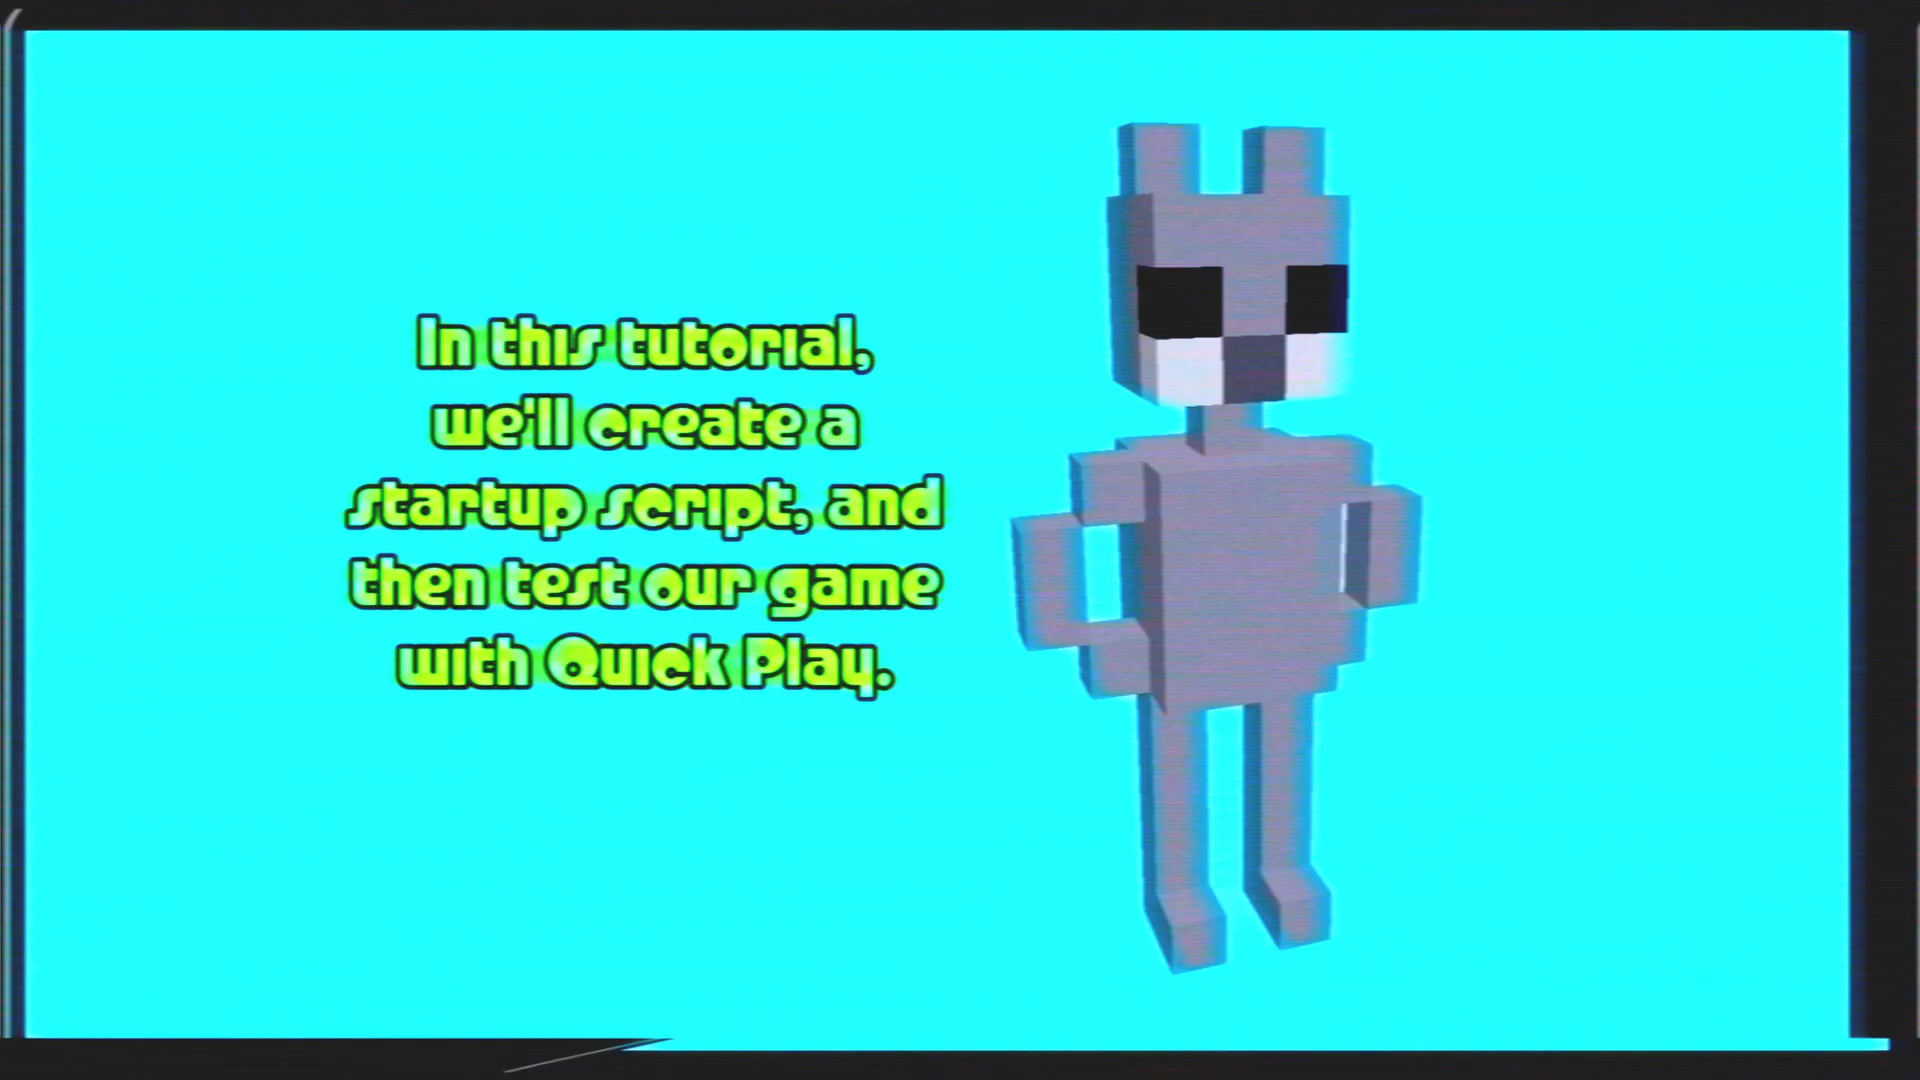 In this tutorial,
we'll create a
startup script, and
then test our game
with Quick Play.